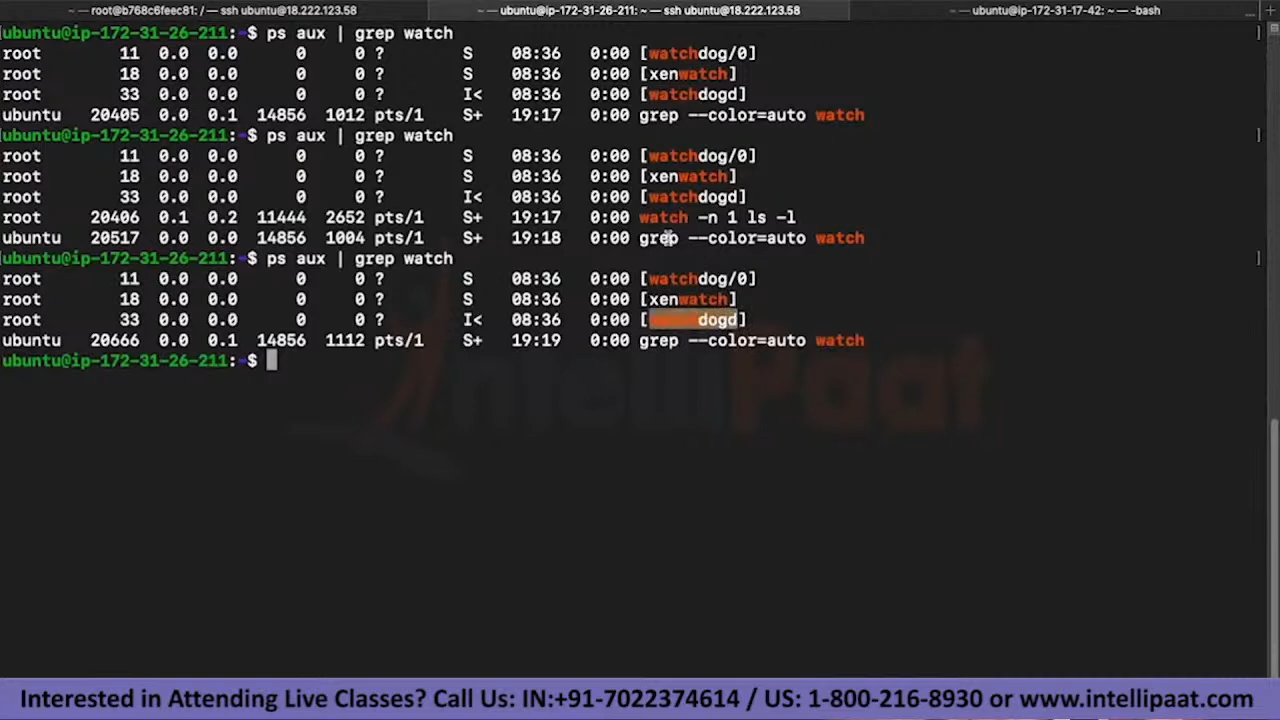 ~ — root@b768c6feec81: / — ssh ubuntu@18.222.123.58
~ — ubuntu@ip-172-31-26-211: ~ — ssh ubuntu@18.222.123.58
~ — ubuntu@ip-172-31-17-42: ~ — -bash
ubuntu@ip-172-31-26-211:~$ ps aux | grep watch
root 11 0.0 0.0 0 0 ? S 08:36 0:00 [watchdog/0]
root 18 0.0 0.0 0 0 ? S 08:36 0:00 [xenwatch]
root 33 0.0 0.0 0 0 ? I< 08:36 0:00 [watchdogd]
ubuntu 20405 0.0 0.1 14856 1012 pts/1 S+ 19:17 0:00 grep --color=auto watch
ubuntu@ip-172-31-26-211:~$ ps aux | grep watch
root 11 0.0 0.0 0 0 ? S 08:36 0:00 [watchdog/0]
root 18 0.0 0.0 0 0 ? S 08:36 0:00 [xenwatch]
root 33 0.0 0.0 0 0 ? I< 08:36 0:00 [watchdogd]
root 20406 0.1 0.2 11444 2652 pts/1 S+ 19:17 0:00 watch -n 1 ls -l
ubuntu 20517 0.0 0.1 14856 1004 pts/1 S+ 19:18 0:00 grep --color=auto watch
ubuntu@ip-172-31-26-211:~$ ps aux | grep watch
root 11 0.0 0.0 0 0 ? S 08:36 0:00 [watchdog/0]
root 18 0.0 0.0 0 0 ? S 08:36 0:00 [xenwatch]
root 33 0.0 0.0 0 0 ? I< 08:36 0:00 [watchdogd]
ubuntu 20666 0.0 0.1 14856 1112 pts/1 S+ 19:19 0:00 grep --color=auto watch
ubuntu@ip-172-31-26-211:~$
IntelliPaat
Interested in Attending Live Classes? Call Us: IN:+91-7022374614 / US: 1-800-216-8930 or www.intellipaat.com